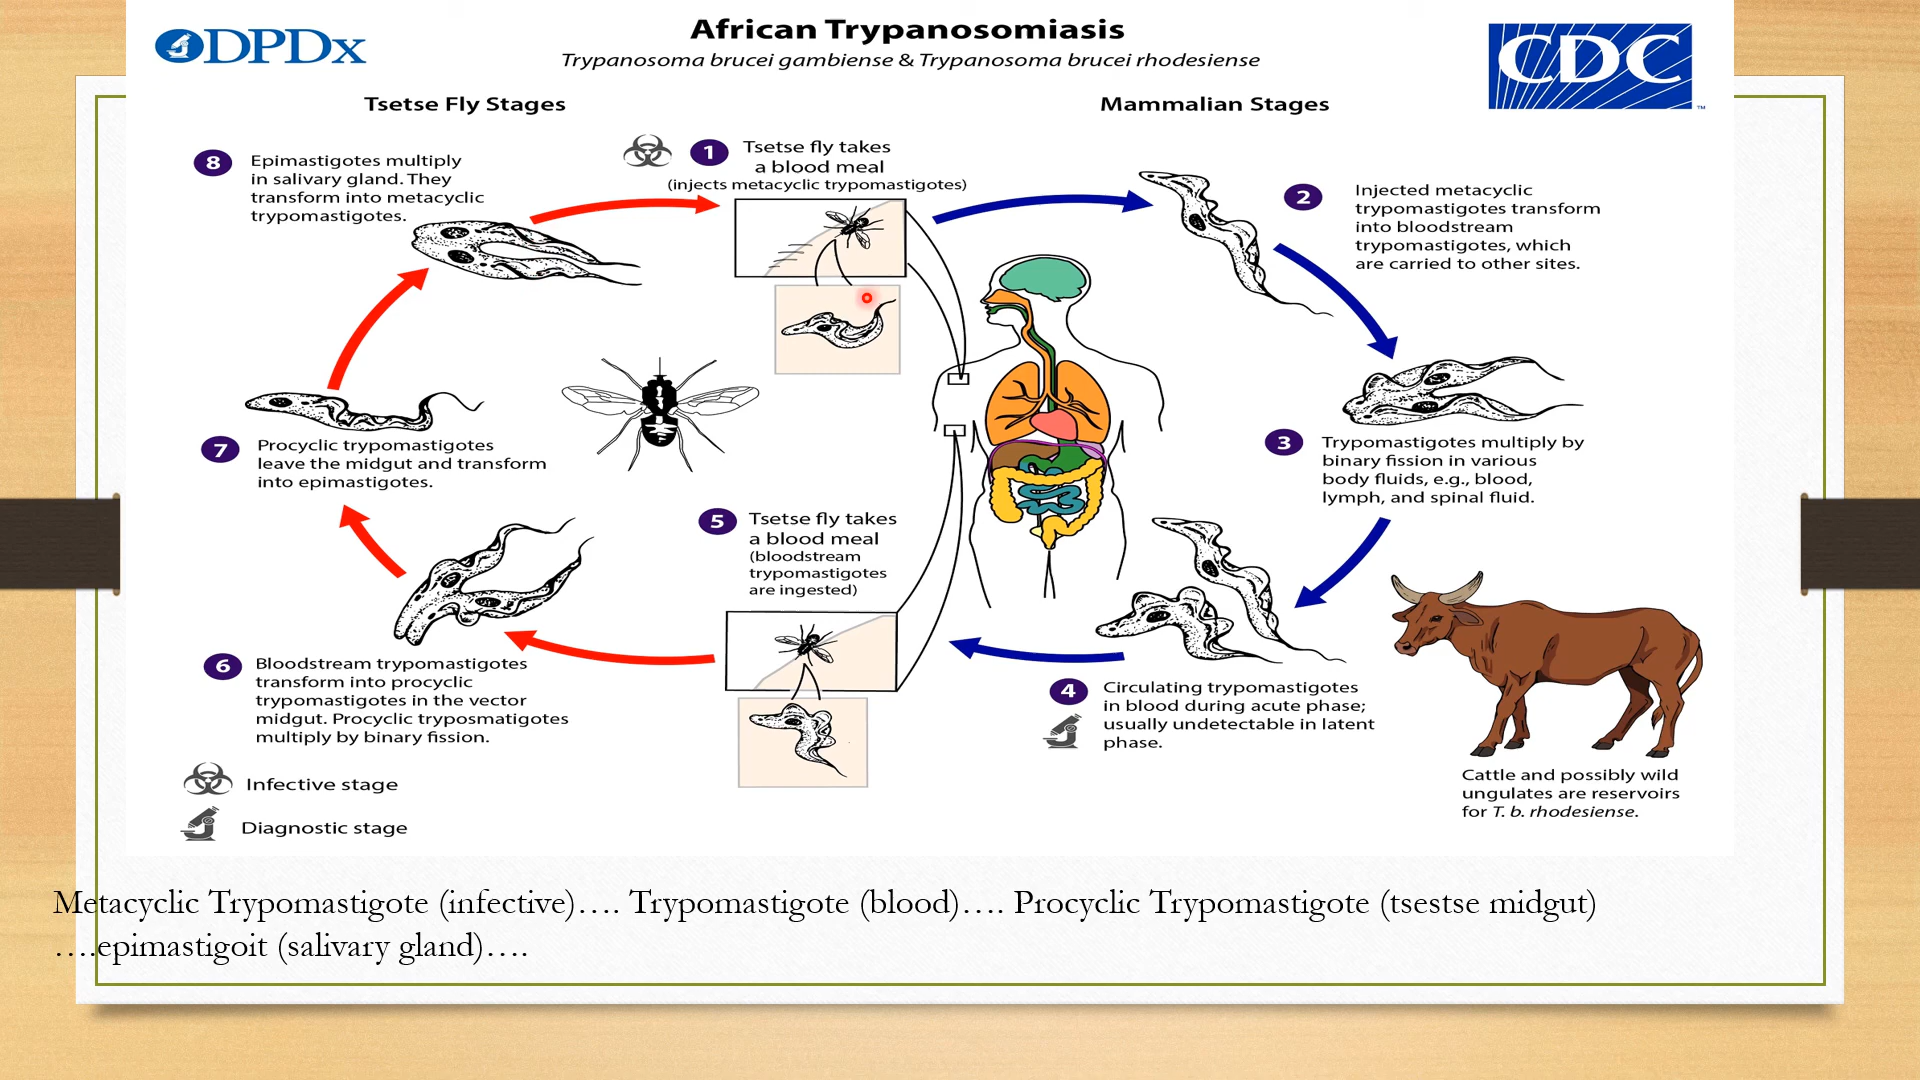 African Trypanosomiasis
DPDx
Trypanosoma brucei gambiense & Trypanosoma brucei rhodesiense
CDC
TM
Tsetse Fly Stages
Mammalian Stages
1 Tsetse fly takes
a blood meal
(injects metacyclic trypomastigotes)
2 Injected metacyclic
trypomastigotes transform
into bloodstream
trypomastigotes, which
are carried to other sites.
3 Trypomastigotes multiply by
binary fission in various
body fluids, e.g., blood,
lymph, and spinal fluid.
4 Circulating trypomastigotes
in blood during acute phase;
usually undetectable in latent
phase.
5 Tsetse fly takes
a blood meal
(bloodstream
trypomastigotes
are ingested)
6 Bloodstream trypomastigotes
transform into procyclic
trypomastigotes in the vector
midgut. Procyclic tryposmatigotes
multiply by binary fission.
7 Procyclic trypomastigotes
leave the midgut and transform
into epimastigotes.
8 Epimastigotes multiply
in salivary gland. They
transform into metacyclic
trypomastigotes.
Cattle and possibly wild
ungulates are reservoirs
for T. b. rhodesiense.
Infective stage
Diagnostic stage
Metacyclic Trypomastigote (infective)…. Trypomastigote (blood)…. Procyclic Trypomastigote (tsestse midgut)
….epimastigoit (salivary gland)….